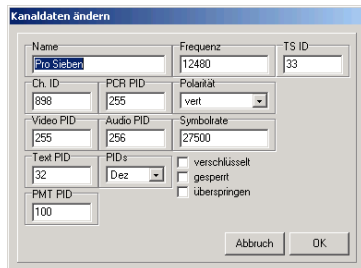 Kanaldaten ändern
Name Frequenz TS ID
Pro Sieben 12480 33
Ch. ID PCR PID Polarität
898 255 vert
Video PID Audio PID Symbolrate
255 256 27500
Text PID PIDs
32 Dez
verschlüsselt
gesperrt
überspringen
PMT PID
100
Abbruch OK